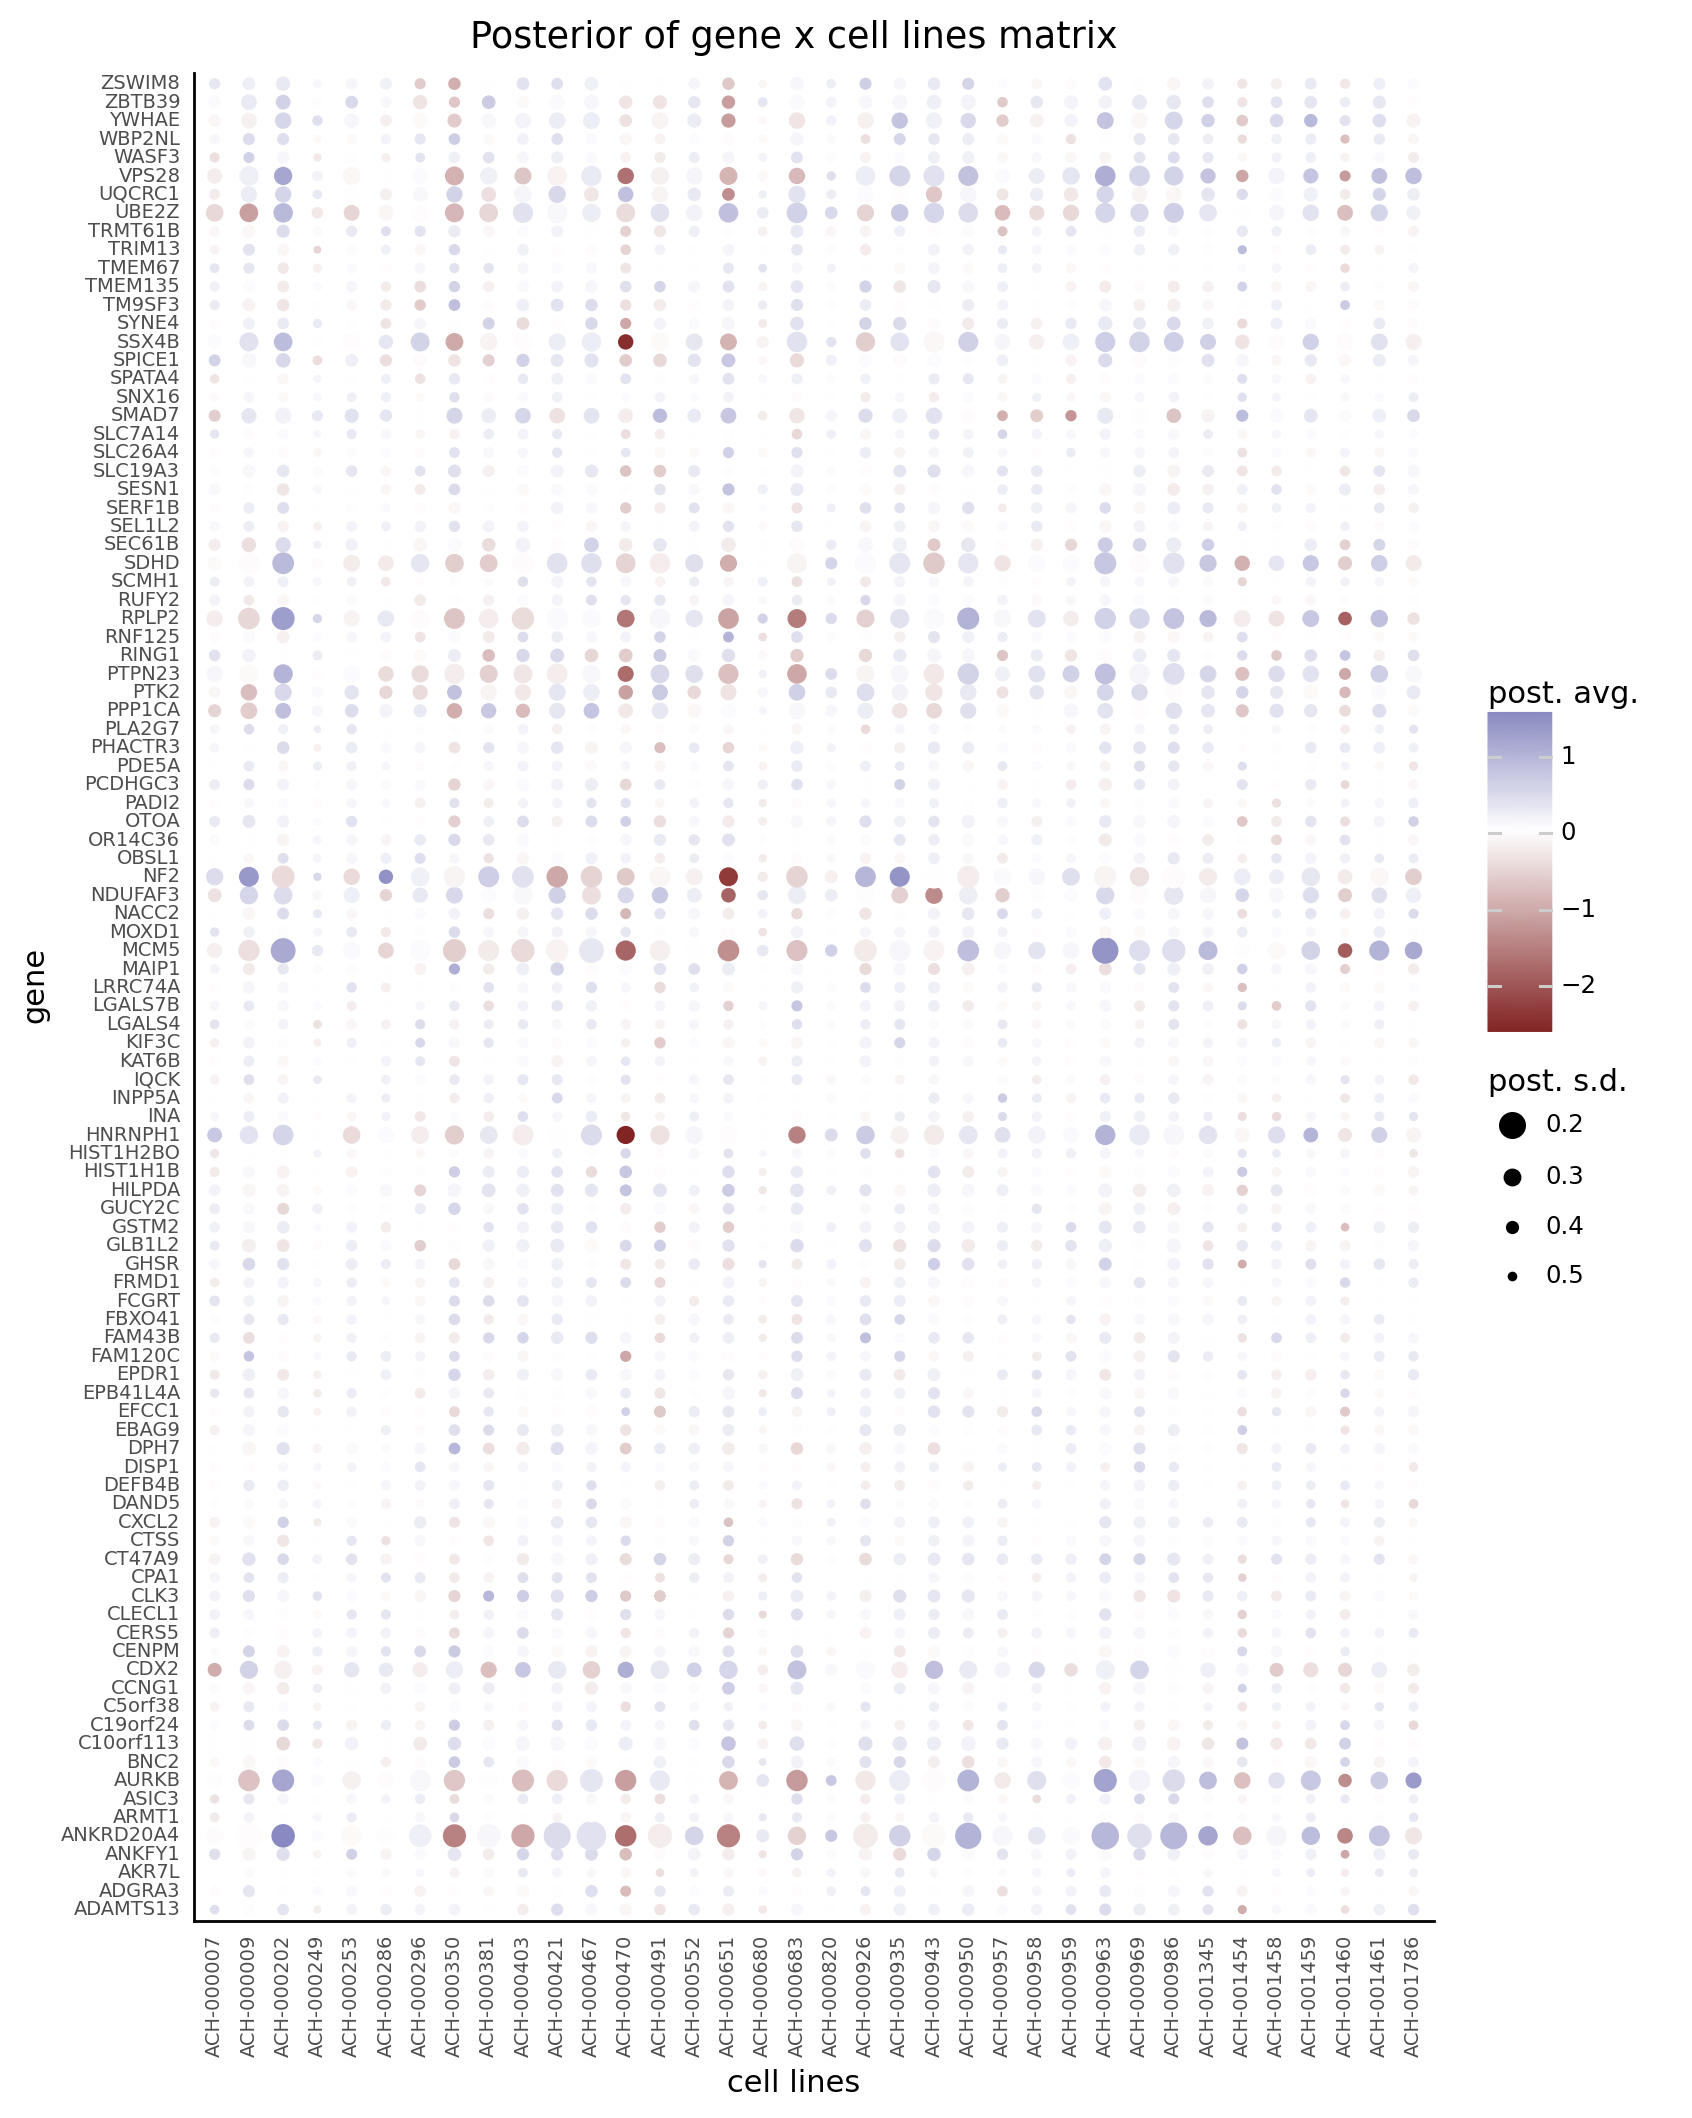 Posterior of gene x cell lines matrix
ZSWIM8
ZBTB39
YWHAE
WBP2NL
WASF3
VPS28
UQCRC1
UBE2Z
TRMT61B
TRIM13
TMEM67
TMEM135
TM9SF3
SYNE4
SSX4B
SPICE1
SPATA4
SNX16
SMAD7
SLC7A14
SLC26A4
SLC19A3
SESN1
SERF1B
SEL1L2
SEC61B
SDHD
SCMH1
RUFY2
RPLP2
RNF125
RING1
PTPN23
PTK2
PPP1CA
PLA2G7
PHACTR3
PDE5A
PCDHGC3
PADI2
OTOA
OR14C36
OBSL1
NF2
NDUFAF3
NACC2
MOXD1
MCM5
MAIP1
LRRC74A
LGALS7B
LGALS4
KIF3C
KAT6B
IQCK
INPP5A
INA
HNRNPH1
HIST1H2BO
HIST1H1B
HILPDA
GUCY2C
GSTM2
GLB1L2
GHSR
FRMD1
FCGRT
FBXO41
FAM43B
FAM120C
EPDR1
EPB41L4A
EFCC1
EBAG9
DPH7
DISP1
DEFB4B
DAND5
CXCL2
CTSS
CT47A9
CPA1
CLK3
CLECL1
CERS5
CENPM
CDX2
CCNG1
C5orf38
C19orf24
C10orf113
BNC2
AURKB
ASIC3
ARMT1
ANKRD20A4
ANKFY1
AKR7L
ADGRA3
ADAMTS13
gene
ACH-000007
ACH-000009
ACH-000202
ACH-000249
ACH-000253
ACH-000286
ACH-000296
ACH-000350
ACH-000381
ACH-000403
ACH-000421
ACH-000467
ACH-000470
ACH-000491
ACH-000552
ACH-000651
ACH-000680
ACH-000683
ACH-000820
ACH-000926
ACH-000935
ACH-000943
ACH-000950
ACH-000957
ACH-000958
ACH-000959
ACH-000963
ACH-000969
ACH-000986
ACH-001345
ACH-001454
ACH-001458
ACH-001459
ACH-001460
ACH-001461
ACH-001786
cell lines
post. avg.
1
0
−1
−2
post. s.d.
0.2
0.3
0.4
0.5